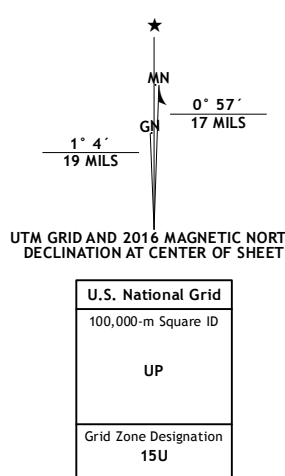 ★
MN
0° 57´
17 MILS
GN
1° 4´
19 MILS
UTM GRID AND 2016 MAGNETIC NORT
DECLINATION AT CENTER OF SHEET
U.S. National Grid
100,000-m Square ID
UP
Grid Zone Designation
15U